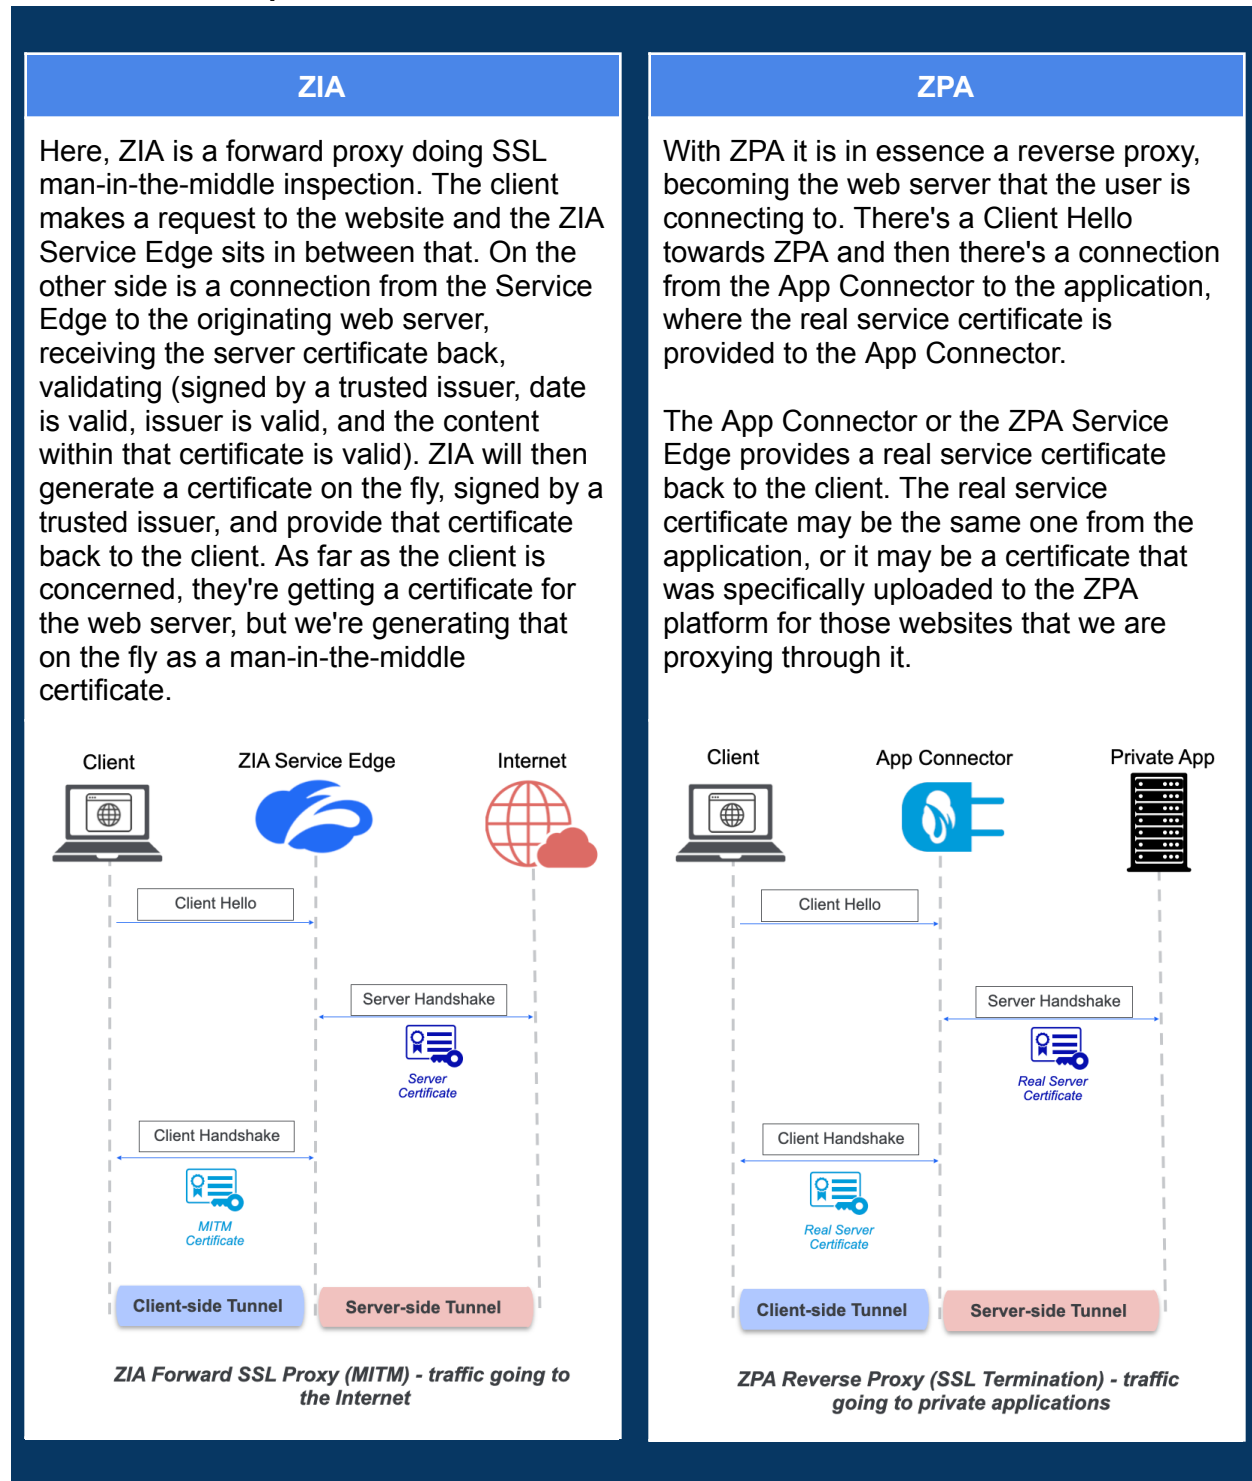 ZIA
Here, ZIA is a forward proxy doing SSL
man-in-the-middle inspection. The client
makes a request to the website and the ZIA
Service Edge sits in between that. On the
other side is a connection from the Service
Edge to the originating web server,
receiving the server certificate back,
validating (signed by a trusted issuer, date
is valid, issuer is valid, and the content
within that certificate is valid). ZIA will then
generate a certificate on the fly, signed by a
trusted issuer, and provide that certificate
back to the client. As far as the client is
concerned, they're getting a certificate for
the web server, but we're generating that
on the fly as a man-in-the-middle
certificate.
Client
ZIA Service Edge
Internet
Client Hello
Server Handshake
Server
Certificate
Client Handshake
MITM
Certificate
Client-side Tunnel
Server-side Tunnel
ZIA Forward SSL Proxy (MITM) - traffic going to
the Internet
ZPA
With ZPA it is in essence a reverse proxy,
becoming the web server that the user is
connecting to. There's a Client Hello
towards ZPA and then there's a connection
from the App Connector to the application,
where the real service certificate is
provided to the App Connector.
The App Connector or the ZPA Service
Edge provides a real service certificate
back to the client. The real service
certificate may be the same one from the
application, or it may be a certificate that
was specifically uploaded to the ZPA
platform for those websites that we are
proxying through it.
Client
App Connector
Private App
Client Hello
Server Handshake
Real Server
Certificate
Client Handshake
Real Server
Certificate
Client-side Tunnel
Server-side Tunnel
ZPA Reverse Proxy (SSL Termination) - traffic
going to private applications